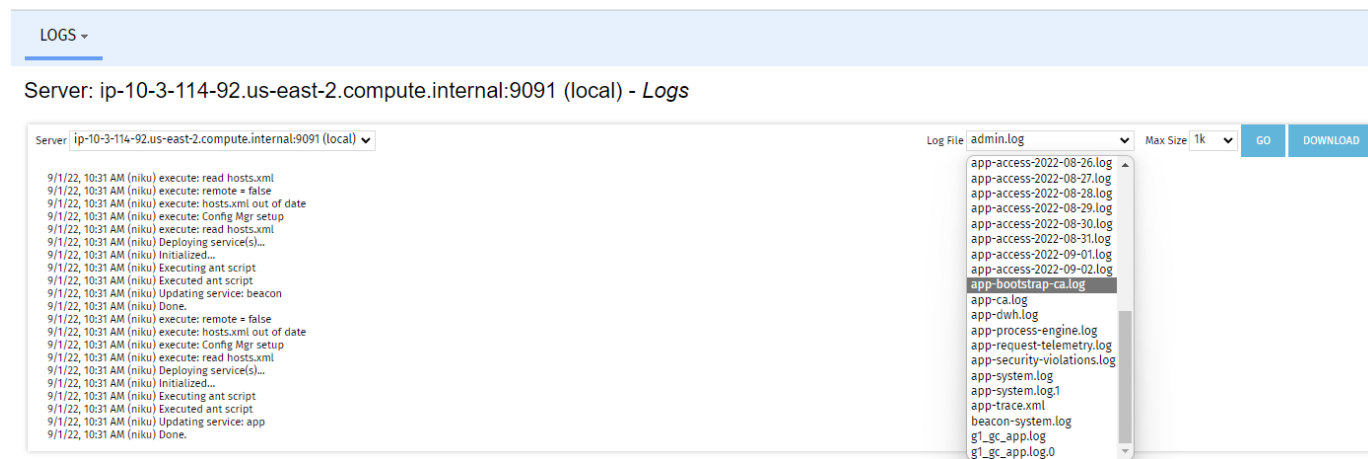 LOGS
Server: ip-10-3-114-92.us-east-2.compute.internal:9091 (local) - Logs
Server ip-10-3-114-92.us-east-2.compute.internal:9091 (local) Log File admin.log Max Size 1k GO DOWNLOAD
9/1/22, 10:31 AM (niku) execute: read hosts.xml
9/1/22, 10:31 AM (niku) execute: remote = false
9/1/22, 10:31 AM (niku) execute: hosts.xml out of date
9/1/22, 10:31 AM (niku) execute: Config Mgr setup
9/1/22, 10:31 AM (niku) execute: read hosts.xml
9/1/22, 10:31 AM (niku) Deploying service(s)...
9/1/22, 10:31 AM (niku) Initialized...
9/1/22, 10:31 AM (niku) Executing ant script
9/1/22, 10:31 AM (niku) Executed ant script
9/1/22, 10:31 AM (niku) Updating service: beacon
9/1/22, 10:31 AM (niku) Done.
9/1/22, 10:31 AM (niku) execute: remote = false
9/1/22, 10:31 AM (niku) execute: hosts.xml out of date
9/1/22, 10:31 AM (niku) execute: Config Mgr setup
9/1/22, 10:31 AM (niku) execute: read hosts.xml
9/1/22, 10:31 AM (niku) Deploying service(s)...
9/1/22, 10:31 AM (niku) Initialized...
9/1/22, 10:31 AM (niku) Executing ant script
9/1/22, 10:31 AM (niku) Executed ant script
9/1/22, 10:31 AM (niku) Updating service: app
9/1/22, 10:31 AM (niku) Done.
app-access-2022-08-26.log
app-access-2022-08-27.log
app-access-2022-08-28.log
app-access-2022-08-29.log
app-access-2022-08-30.log
app-access-2022-08-31.log
app-access-2022-09-01.log
app-access-2022-09-02.log
app-bootstrap-ca.log
app-ca.log
app-dwh.log
app-process-engine.log
app-request-telemetry.log
app-security-violations.log
app-system.log
app-system.log.1
app-trace.xml
beacon-system.log
g1_gc_app.log
g1_gc_app.log.0